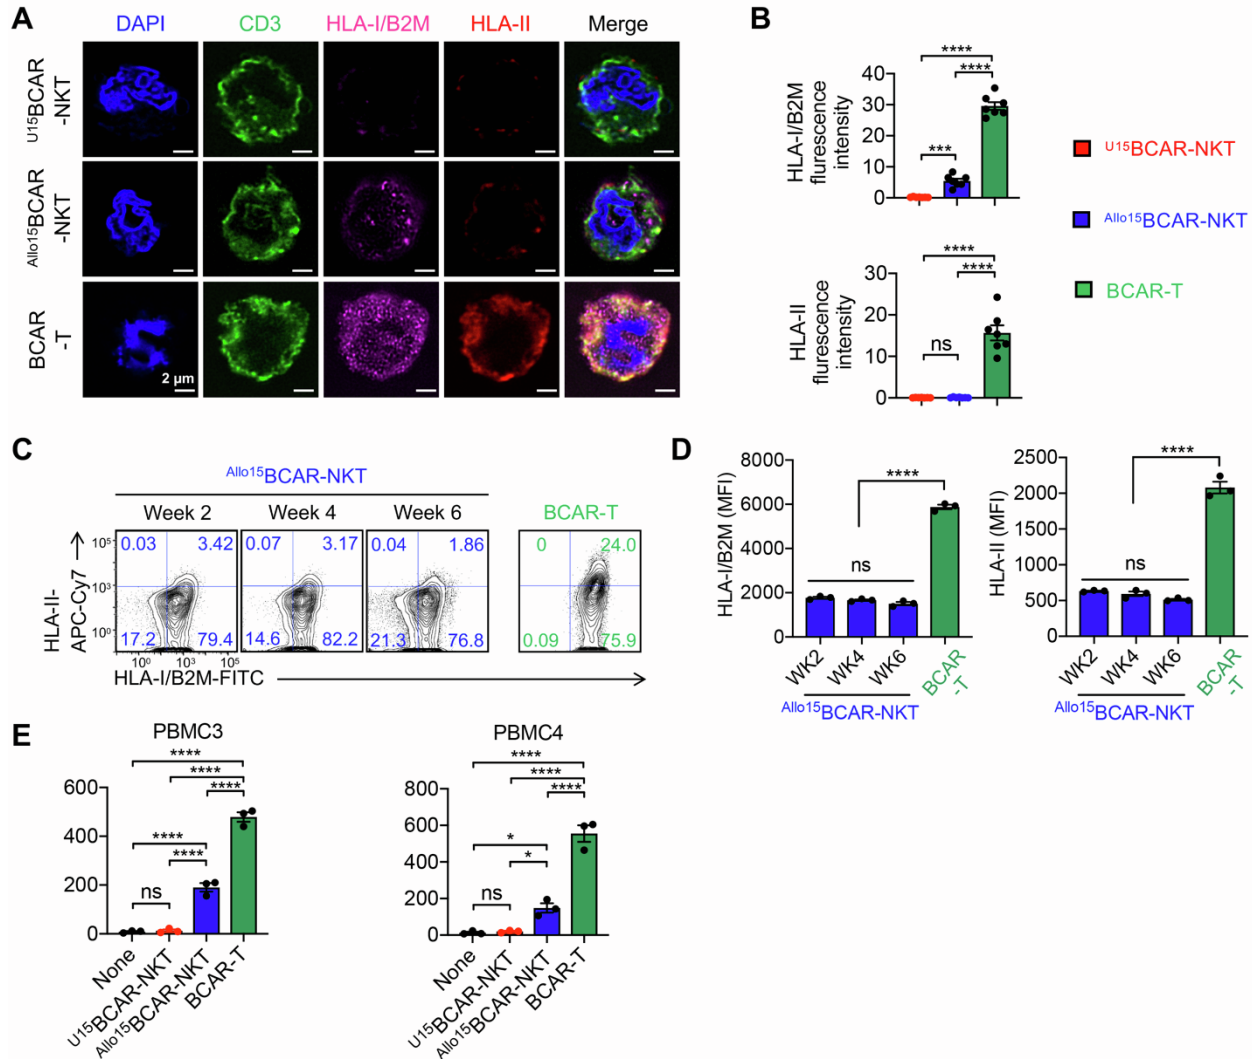 A
DAPI CD3 HLA-I/B2M HLA-II Merge
U15BCAR
-NKT
Allo15BCAR
-NKT
BCAR
-T
2 μm
B
HLA-I/B2M
flurescence
intensity
40
30
20
10
0
****
****
***
HLA-II
flurescence
intensity
30
20
10
0
****
****
ns
U15BCAR-NKT
Allo15BCAR-NKT
BCAR-T
C
Allo15BCAR-NKT
Week 2 Week 4 Week 6 BCAR-T
HLA-II-
APC-Cy7
10⁵
10³
10⁰
0.03 3.42 0.07 3.17 0.04 1.86 0 24.0
17.2 79.4 14.6 82.2 21.3 76.8 0.09 75.9
10⁰ 10³ 10⁵
HLA-I/B2M-FITC
D
HLA-I/B2M (MFI)
8000
6000
4000
2000
0
****
ns
WK2 WK4 WK6 BCAR
-T
Allo15BCAR-NKT
HLA-II (MFI)
2500
2000
1500
1000
500
0
****
ns
WK2 WK4 WK6 BCAR
-T
Allo15BCAR-NKT
E
PBMC3
600
400
200
0
****
****
****
****
****
ns
None
U15BCAR-NKT
Allo15BCAR-NKT
BCAR-T
PBMC4
800
600
400
200
0
****
****
****
*
*
ns
None
U15BCAR-NKT
Allo15BCAR-NKT
BCAR-T